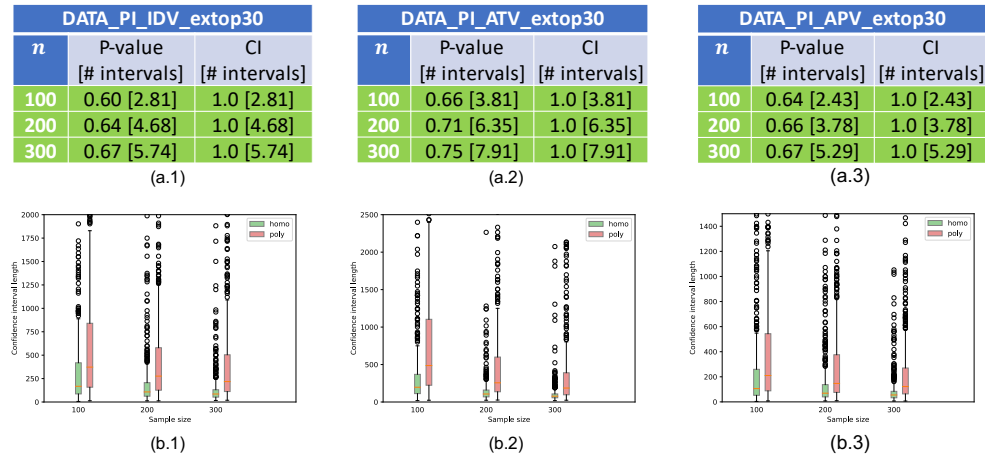 DATA_PI_IDV_extop30
n P-value CI
[# intervals] [# intervals]
100 0.60 [2.81] 1.0 [2.81]
200 0.64 [4.68] 1.0 [4.68]
300 0.67 [5.74] 1.0 [5.74]
(a.1)
DATA_PI_ATV_extop30
n P-value CI
[# intervals] [# intervals]
100 0.66 [3.81] 1.0 [3.81]
200 0.71 [6.35] 1.0 [6.35]
300 0.75 [7.91] 1.0 [7.91]
(a.2)
DATA_PI_APV_extop30
n P-value CI
[# intervals] [# intervals]
100 0.64 [2.43] 1.0 [2.43]
200 0.66 [3.78] 1.0 [3.78]
300 0.67 [5.29] 1.0 [5.29]
(a.3)
Confidence interval length
2000
1750
1500
1250
1000
750
500
250
0
homo
poly
100 200 300
Sample size
(b.1)
Confidence interval length
2500
2000
1500
1000
500
0
homo
poly
100 200 300
Sample size
(b.2)
Confidence interval length
1400
1200
1000
800
600
400
200
0
homo
poly
100 200 300
Sample size
(b.3)